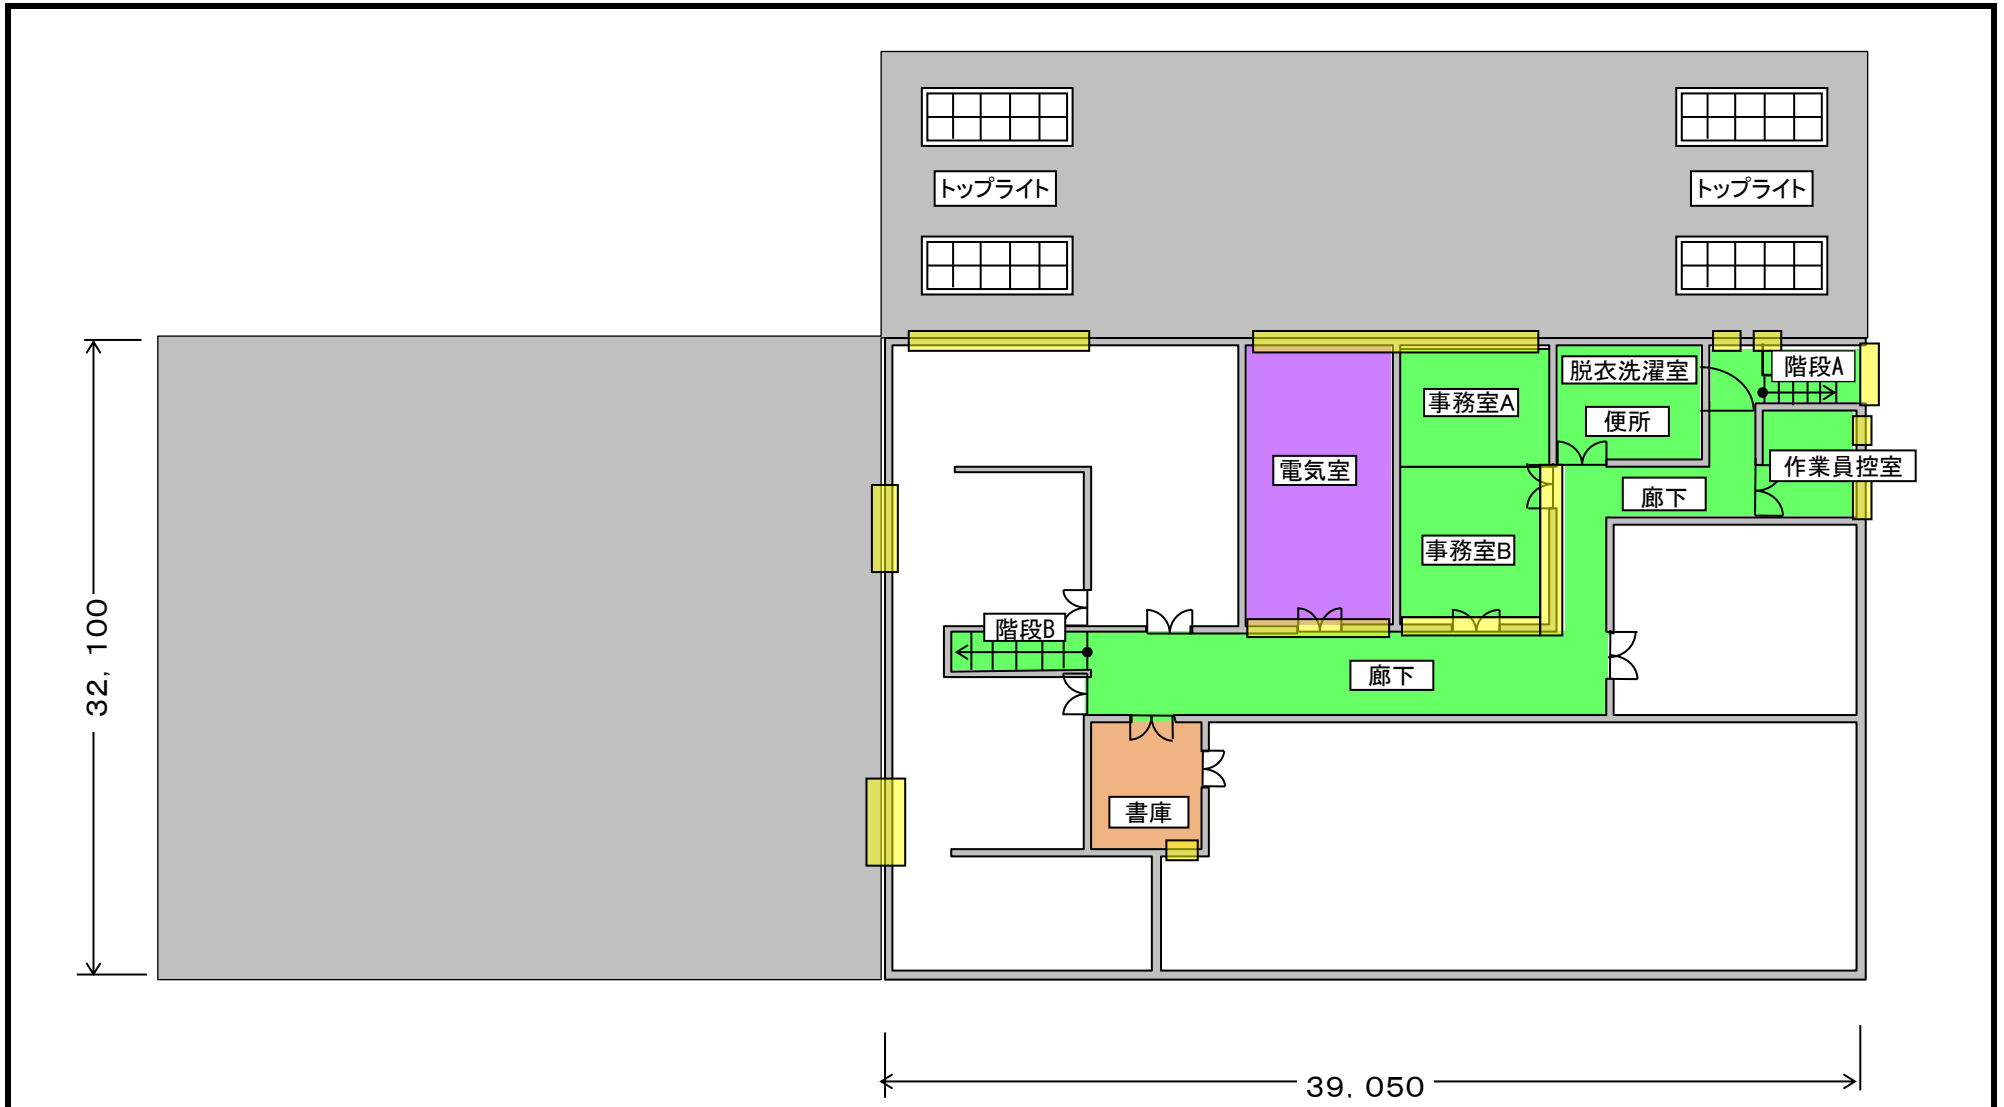 トップライト
トップライト
階段A
脱衣洗濯室
事務室A
便所
電気室
作業員控室
廊下
事務室B
32, 100
階段B
廊下
書庫
39, 050